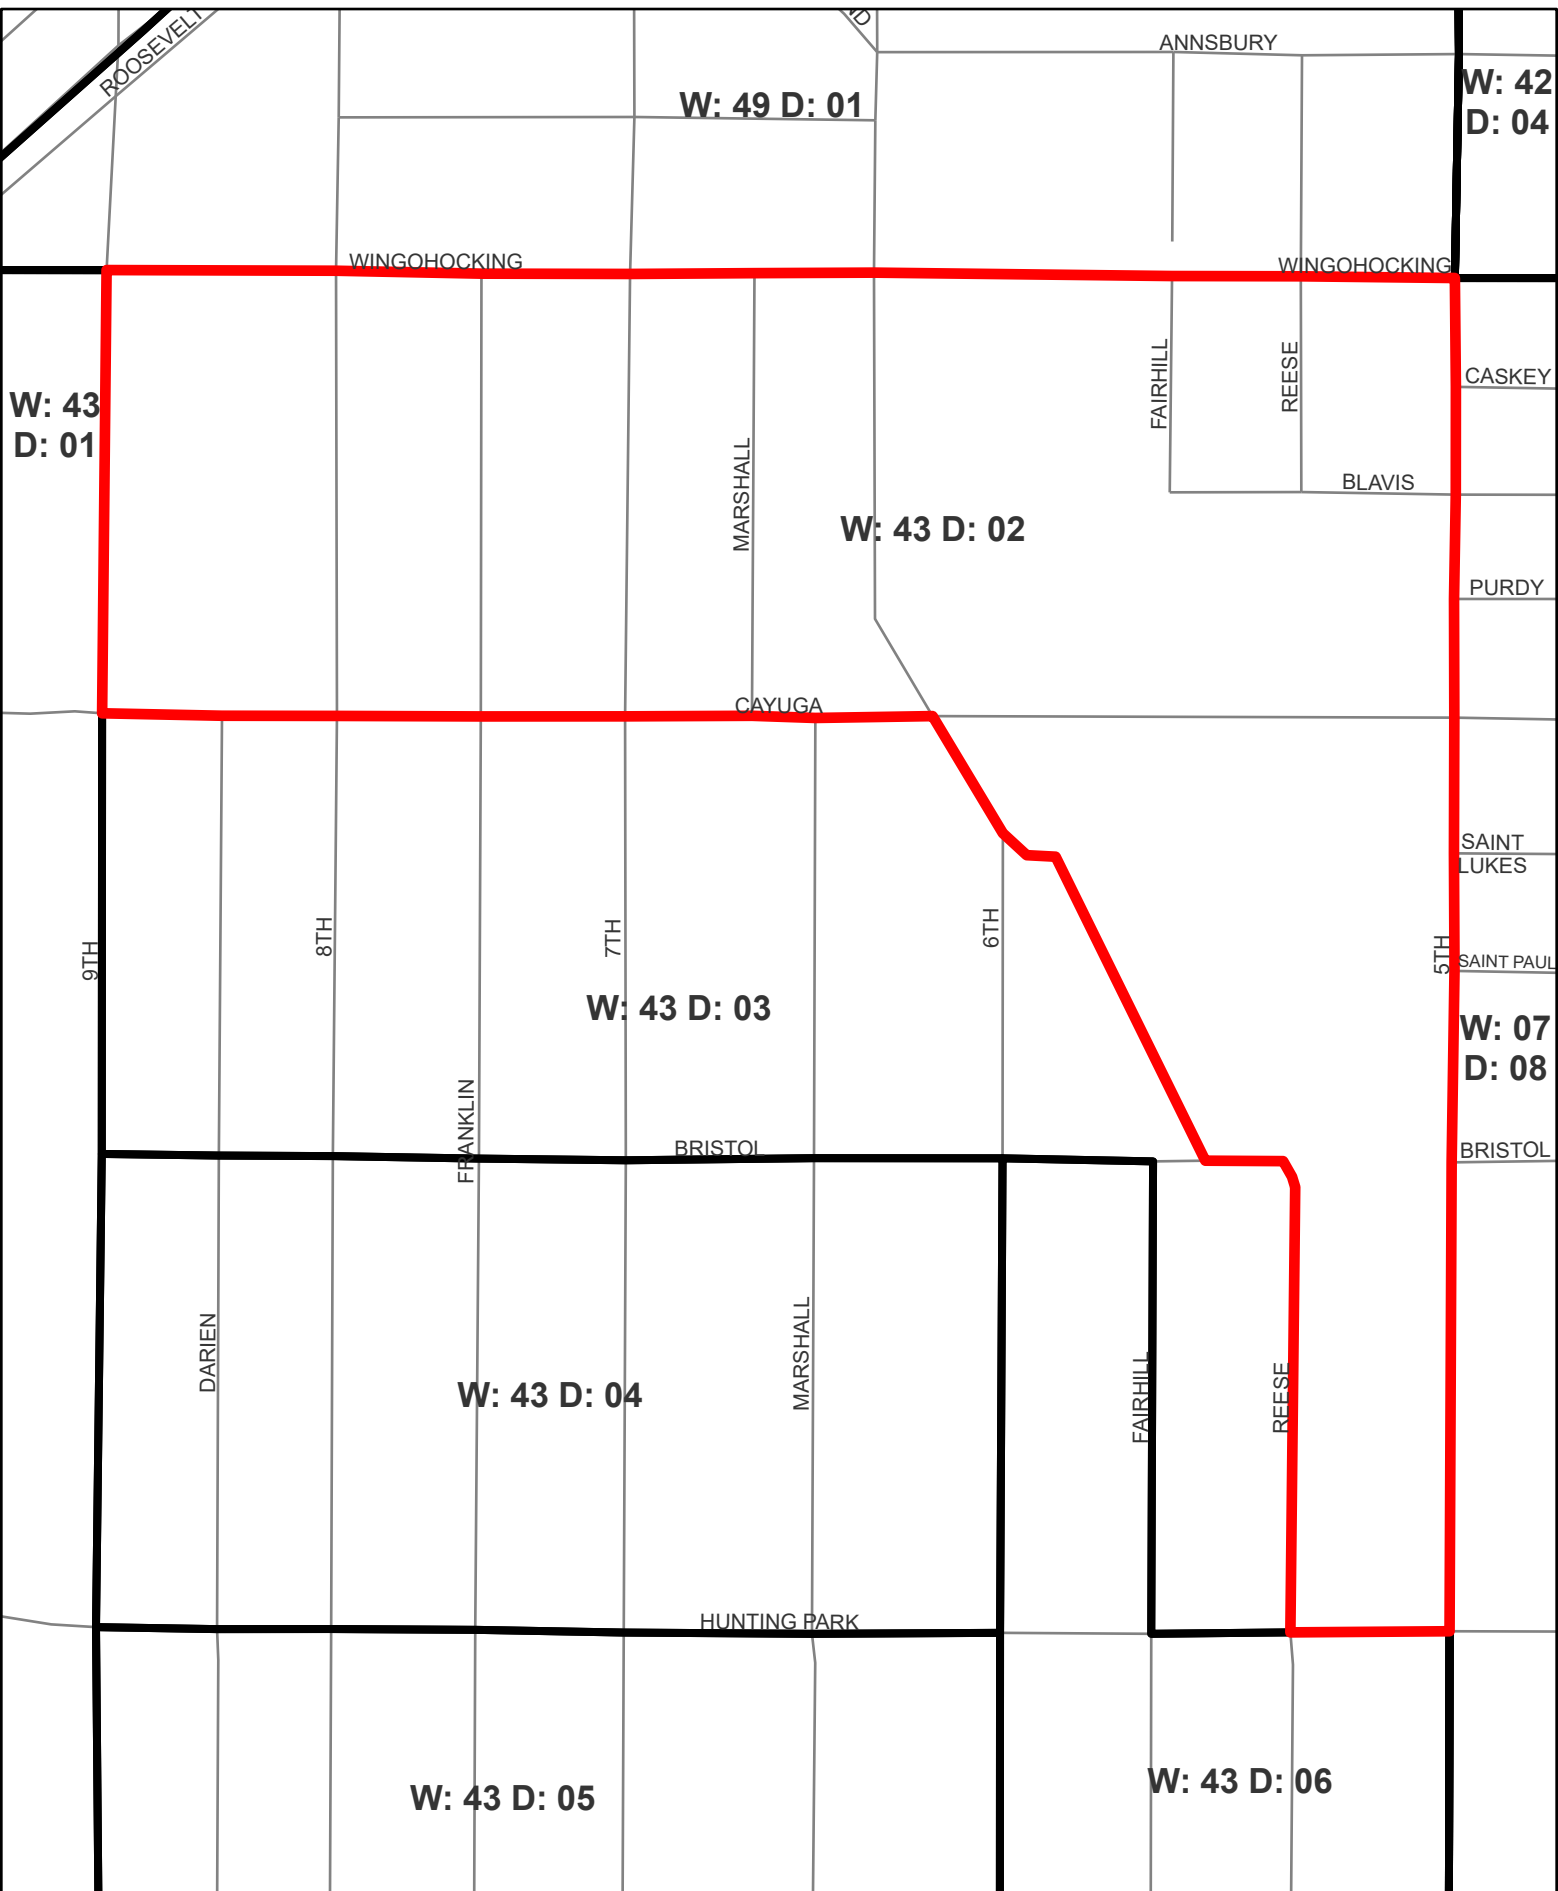 ROOSEVELT
ND
ANNSBURY
W: 49 D: 01
W: 42
D: 04
WINGOHOCKING
WINGOHOCKING
FAIRHILL
REESE
CASKEY
W: 43
D: 01
MARSHALL
BLAVIS
W: 43 D: 02
PURDY
CAYUGA
SAINT
LUKES
9TH
8TH
7TH
6TH
5TH
SAINT PAUL
W: 43 D: 03
W: 07
D: 08
FRANKLIN
BRISTOL
BRISTOL
DARIEN
MARSHALL
FAIRHILL
REESE
W: 43 D: 04
HUNTING PARK
W: 43 D: 05
W: 43 D: 06